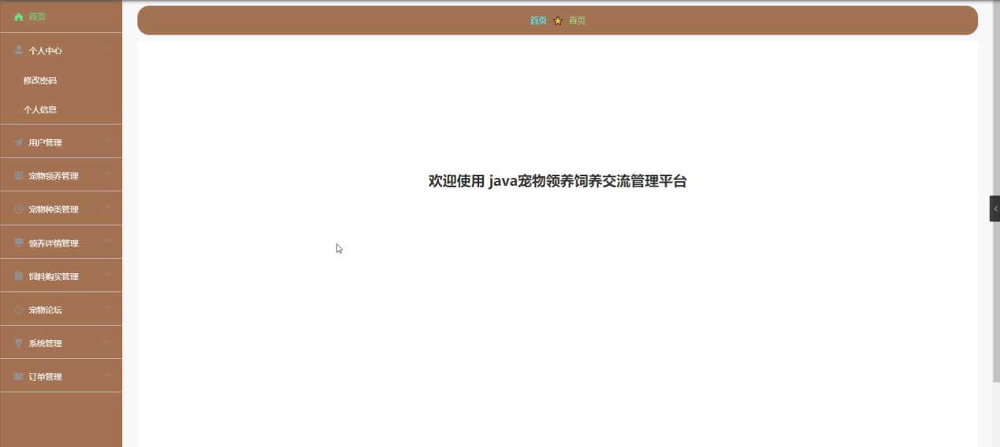 首页
个人中心
修改密码
个人信息
用户管理
宠物领养管理
宠物种类管理
领养详情管理
饲料购买管理
宠物论坛
系统管理
订单管理
首页 首页
欢迎使用 java宠物领养饲养交流管理平台